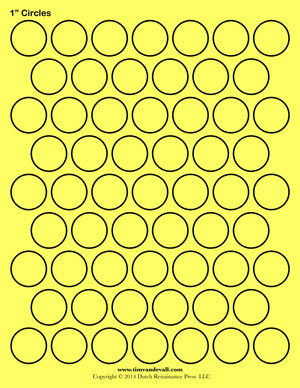 1" Circles
www.timvandevall.com
Copyright © 2014 Dutch Renaissance Press LLC